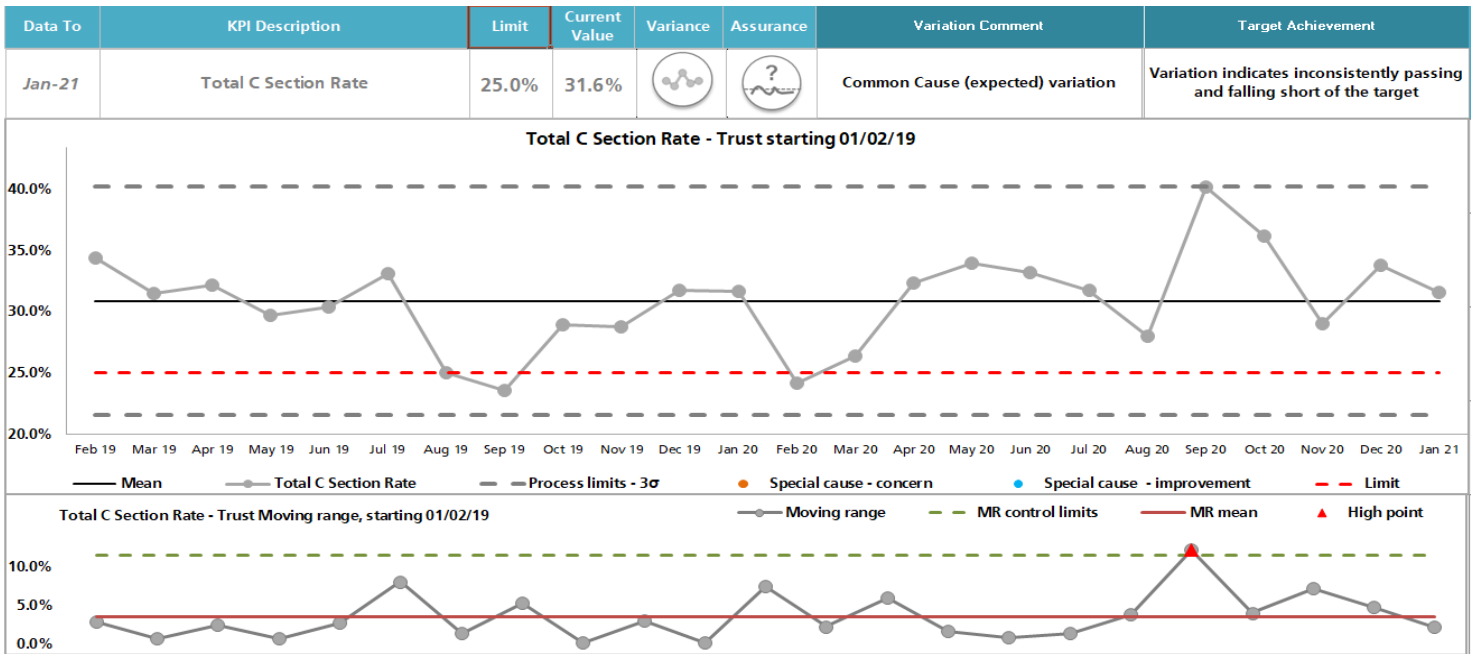 Data To KPI Description Limit Current Value Variance Assurance Variation Comment Target Achievement
Jan-21 Total C Section Rate 25.0% 31.6% ? Common Cause (expected) variation Variation indicates inconsistently passing and falling short of the target
Total C Section Rate - Trust starting 01/02/19
40.0%
35.0%
30.0%
25.0%
20.0%
Feb 19 Mar 19 Apr 19 May 19 Jun 19 Jul 19 Aug 19 Sep 19 Oct 19 Nov 19 Dec 19 Jan 20 Feb 20 Mar 20 Apr 20 May 20 Jun 20 Jul 20 Aug 20 Sep 20 Oct 20 Nov 20 Dec 20 Jan 21
Mean Total C Section Rate Process limits - 3σ Special cause - concern Special cause - improvement Limit
Total C Section Rate - Trust Moving range, starting 01/02/19 Moving range MR control limits MR mean High point
10.0%
5.0%
0.0%